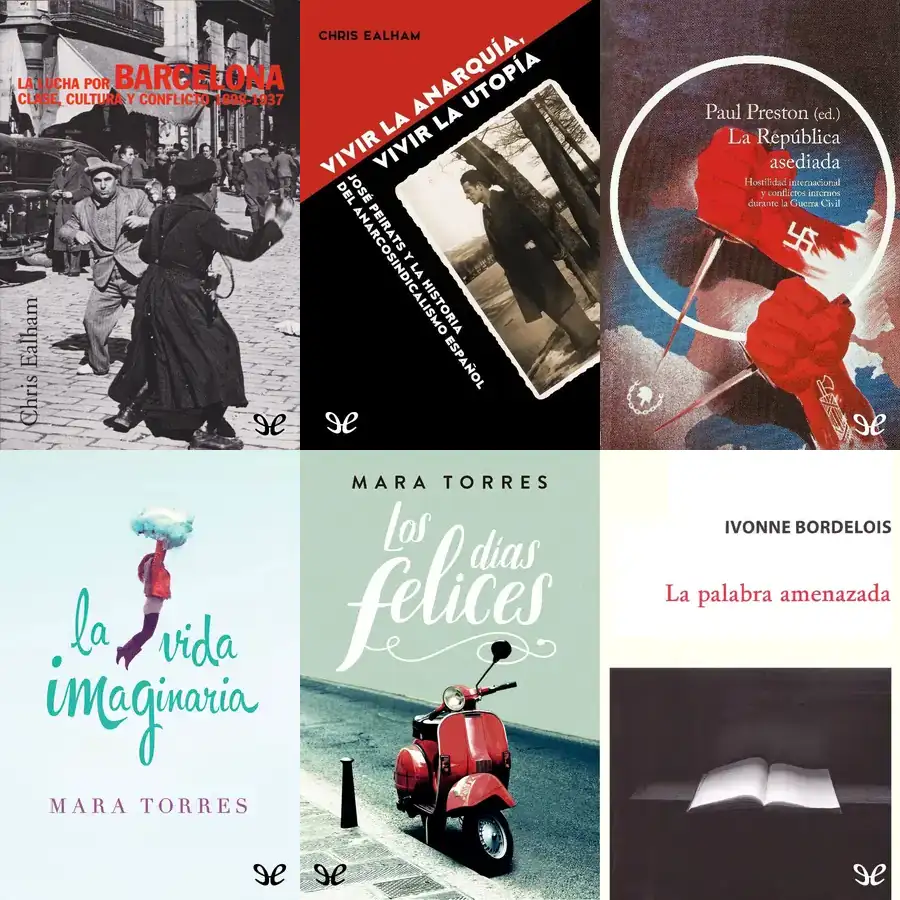 LA LUCHA POR BARCELONA
CLASE, CULTURA Y CONFLICTO 1898-1937
Chris Ealham
CHRIS EALHAM
VIVIR LA ANARQUÍA,
VIVIR LA UTOPÍA
JOSÉ PEIRATS Y LA HISTORIA
DEL ANARCOSINDICALISMO ESPAÑOL
Paul Preston (ed.)
La República
asediada
Hostilidad internacional
y conflictos internos
durante la Guerra Civil
la vida
imaginaria
MARA TORRES
MARA TORRES
Los días
felices
IVONNE BORDELOIS
La palabra amenazada